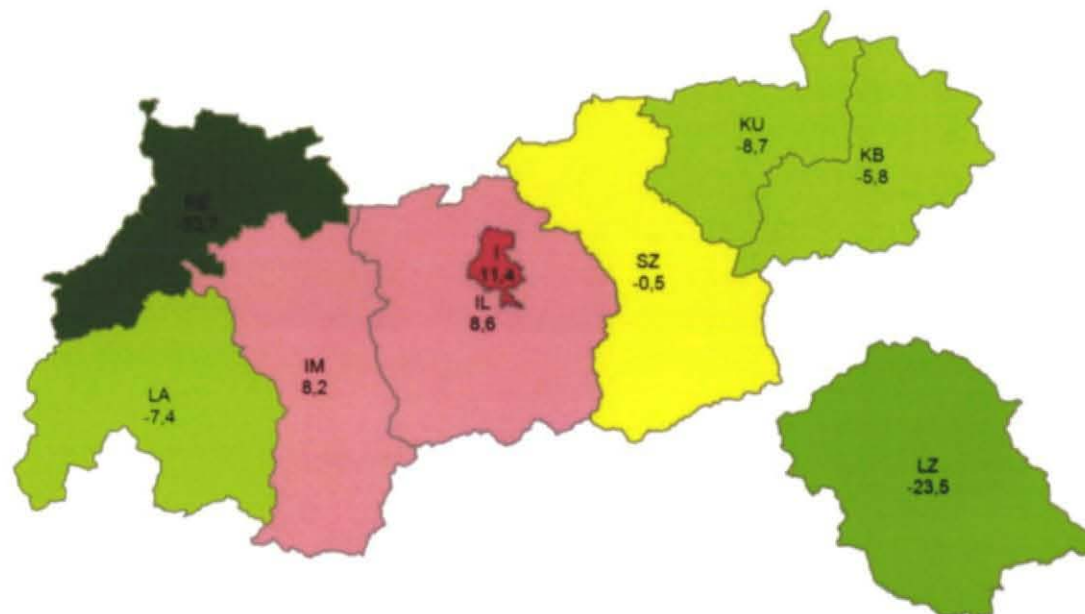 KU
-8,7
KB
-5,8
RE
SZ
-0,5
I
11,4
IL
8,6
IM
8,2
LA
-7,4
LZ
-23,5